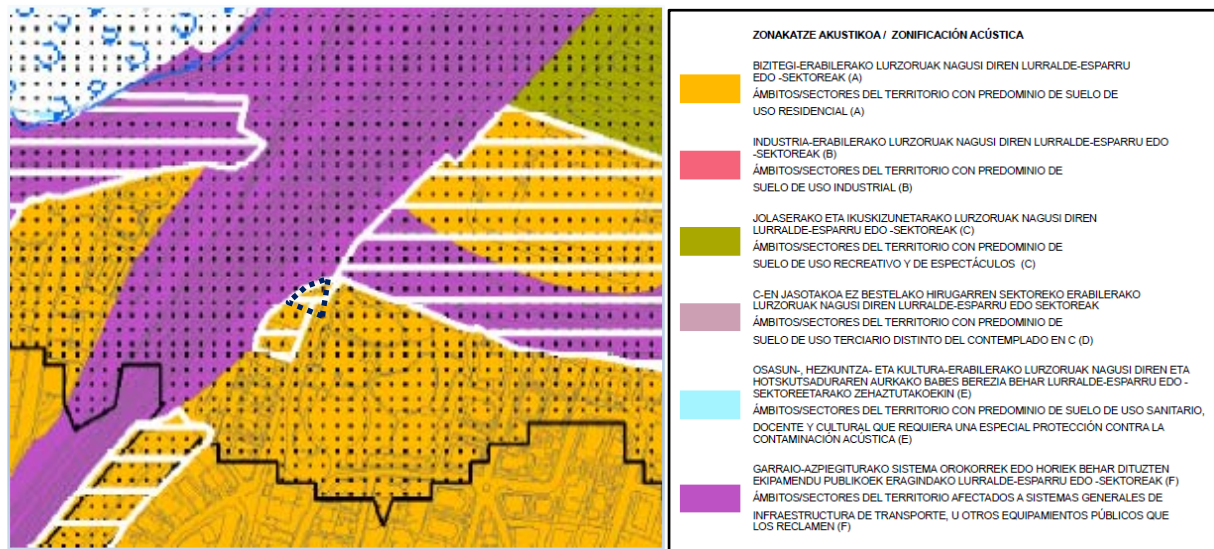 ZONAKATZE AKUSTIKOA / ZONIFICACIÓN ACÚSTICA
BIZITEGI-ERABILERAKO LURZORUAK NAGUSI DIREN LURRALDE-ESPARRU
EDO -SEKTOREAK (A)
ÁMBITOS/SECTORES DEL TERRITORIO CON PREDOMINIO DE SUELO DE
USO RESIDENCIAL (A)
INDUSTRIA-ERABILERAKO LURZORUAK NAGUSI DIREN LURRALDE-ESPARRU EDO
-SEKTOREAK (B)
ÁMBITOS/SECTORES DEL TERRITORIO CON PREDOMINIO DE
SUELO DE USO INDUSTRIAL (B)
JOLASERAKO ETA IKUSKIZUNETARAKO LURZORUAK NAGUSI DIREN
LURRALDE-ESPARRU EDO -SEKTOREAK (C)
ÁMBITOS/SECTORES DEL TERRITORIO CON PREDOMINIO DE
SUELO DE USO RECREATIVO Y DE ESPECTÁCULOS (C)
C-EN JASOTAKOA EZ BESTELAKO HIRUGARREN SEKTOREKO ERABILERAKO
LURZORUAK NAGUSI DIREN LURRALDE-ESPARRU EDO SEKTOREAK
ÁMBITOS/SECTORES DEL TERRITORIO CON PREDOMINIO DE
SUELO DE USO TERCIARIO DISTINTO DEL CONTEMPLADO EN C (D)
OSASUN-, HEZKUNTZA- ETA KULTURA-ERABILERAKO LURZORUAK NAGUSI DIREN ETA
HOTSKUTSADURAREN AURKAKO BABES BEREZIA BEHAR LURRALDE-ESPARRU EDO -
SEKTOREETARAKO ZEHAZTUTAKOEKIN (E)
ÁMBITOS/SECTORES DEL TERRITORIO CON PREDOMINIO DE SUELO DE USO SANITARIO,
DOCENTE Y CULTURAL QUE REQUIERA UNA ESPECIAL PROTECCIÓN CONTRA LA
CONTAMINACIÓN ACÚSTICA (E)
GARRAIO-AZPIEGITURAKO SISTEMA OROKORREK EDO HORIEK BEHAR DITUZTEN
EKIPAMENDU PUBLIKOEK ERAGINDAKO LURRALDE-ESPARRU EDO -SEKTOREAK (F)
ÁMBITOS/SECTORES DEL TERRITORIO AFECTADOS A SISTEMAS GENERALES DE
INFRAESTRUCTURA DE TRANSPORTE, U OTROS EQUIPAMIENTOS PÚBLICOS QUE
LOS RECLAMEN (F)